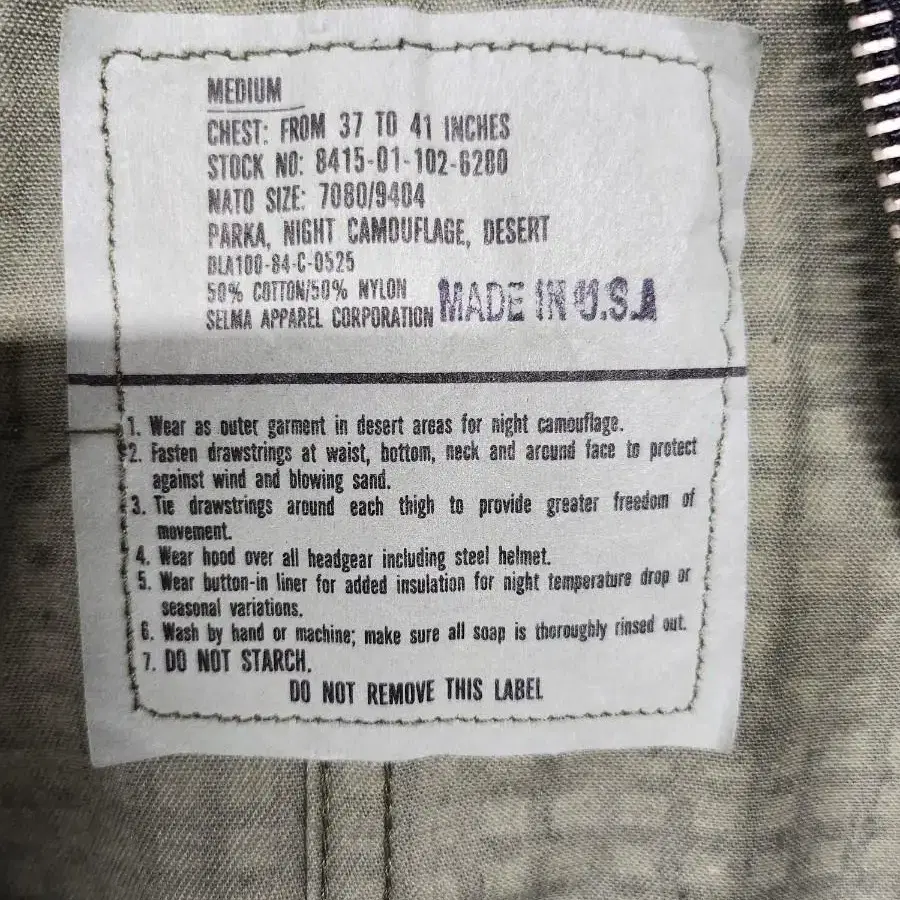 MEDIUM
CHEST: FROM 37 TO 41 INCHES
STOCK NO: 8415-01-102-6280
NATO SIZE: 7080/9404
PARKA, NIGHT CAMOUFLAGE, DESERT
DLA100-84-C-0525
50% COTTON/50% NYLON
SELMA APPAREL CORPORATION MADE IN U.S.A
1. Wear as outer garment in desert areas for night camouflage.
2. Fasten drawstrings at waist, bottom, neck and around face to protect
against wind and blowing sand.
3. Tie drawstrings around each thigh to provide greater freedom of
movement.
4. Wear hood over all headgear including steel helmet.
5. Wear button-in liner for added insulation for night temperature drop or
seasonal variations.
6. Wash by hand or machine; make sure all soap is thoroughly rinsed out.
7. DO NOT STARCH.
DO NOT REMOVE THIS LABEL